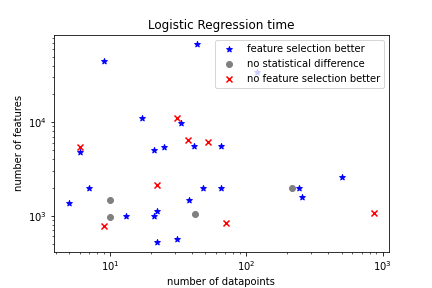 Logistic Regression time
feature selection better
no statistical difference
no feature selection better
number of features
10⁴
10³
10¹
10²
10³
number of datapoints